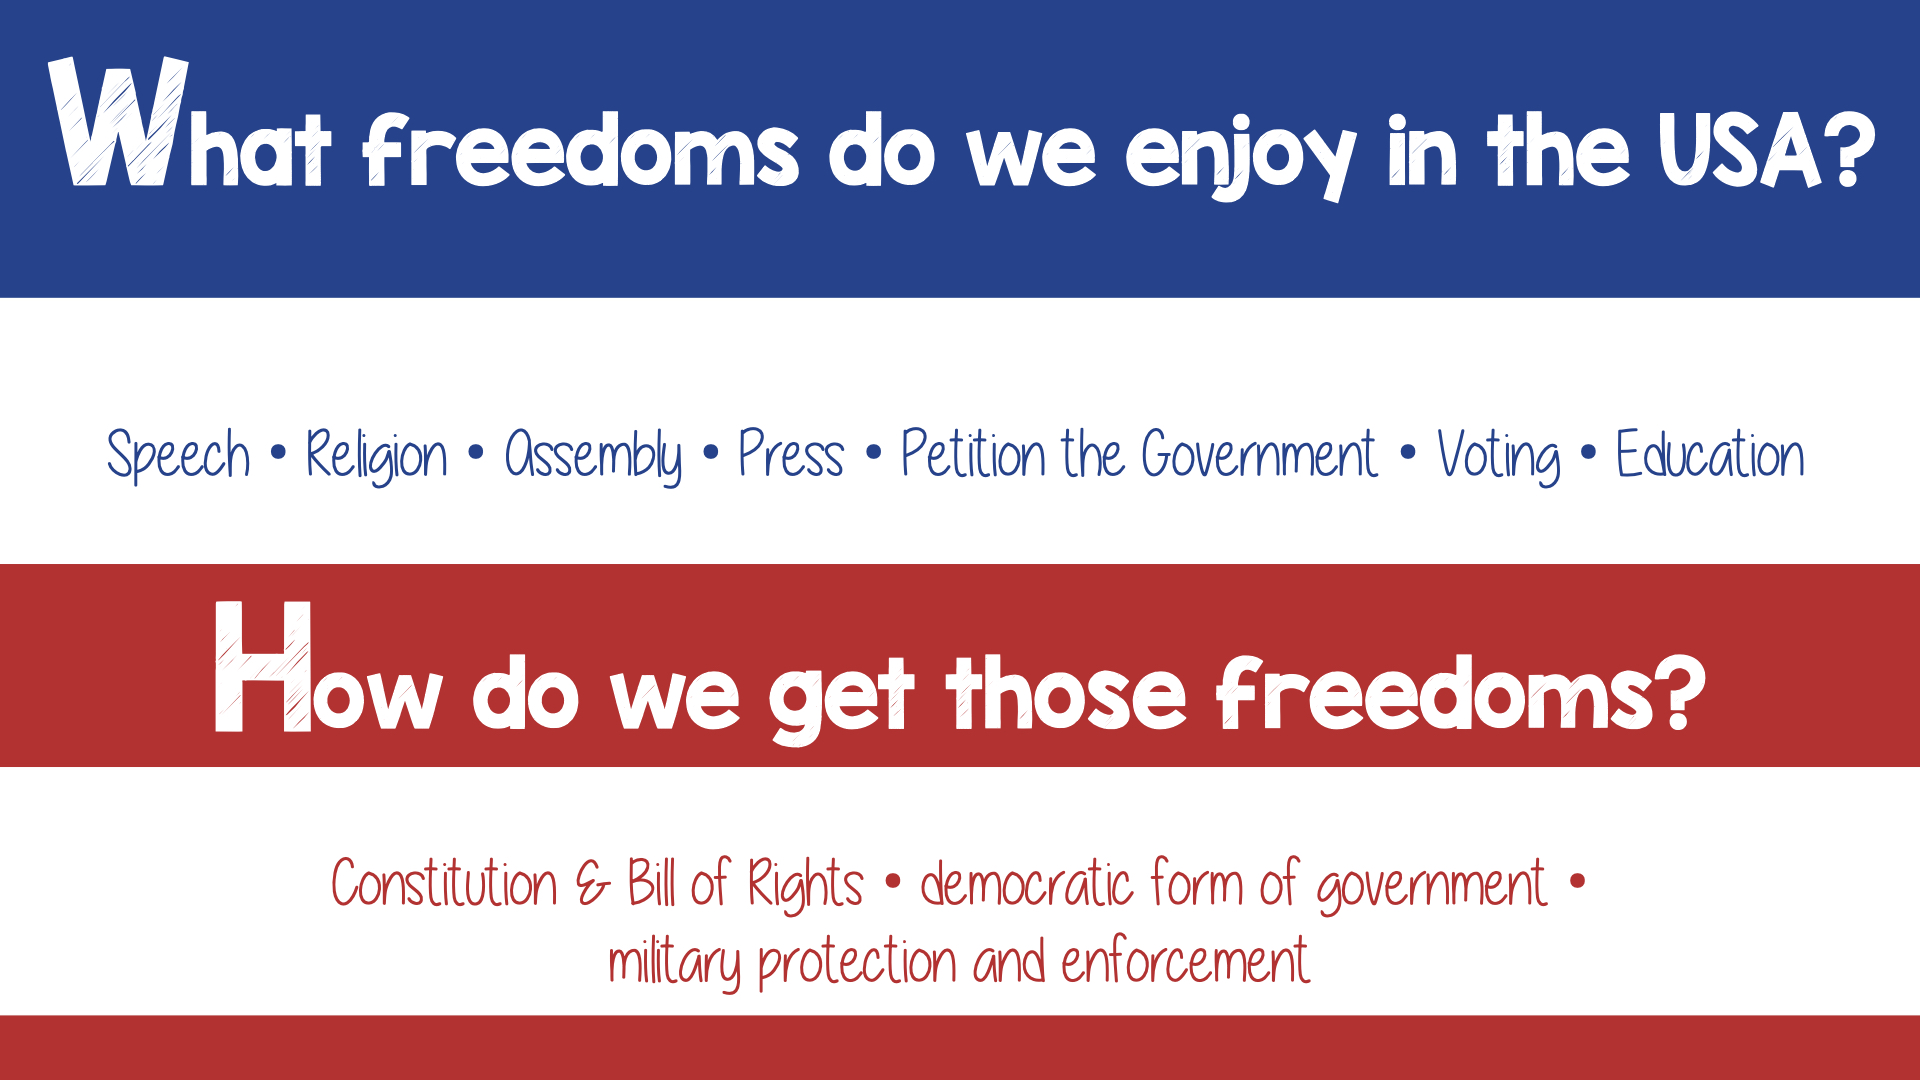 What freedoms do we enjoy in the USA?
Speech • Religion • Assembly • Press • Petition the Government • Voting • Education
How do we get those freedoms?
Constitution & Bill of Rights • democratic form of government •
military protection and enforcement